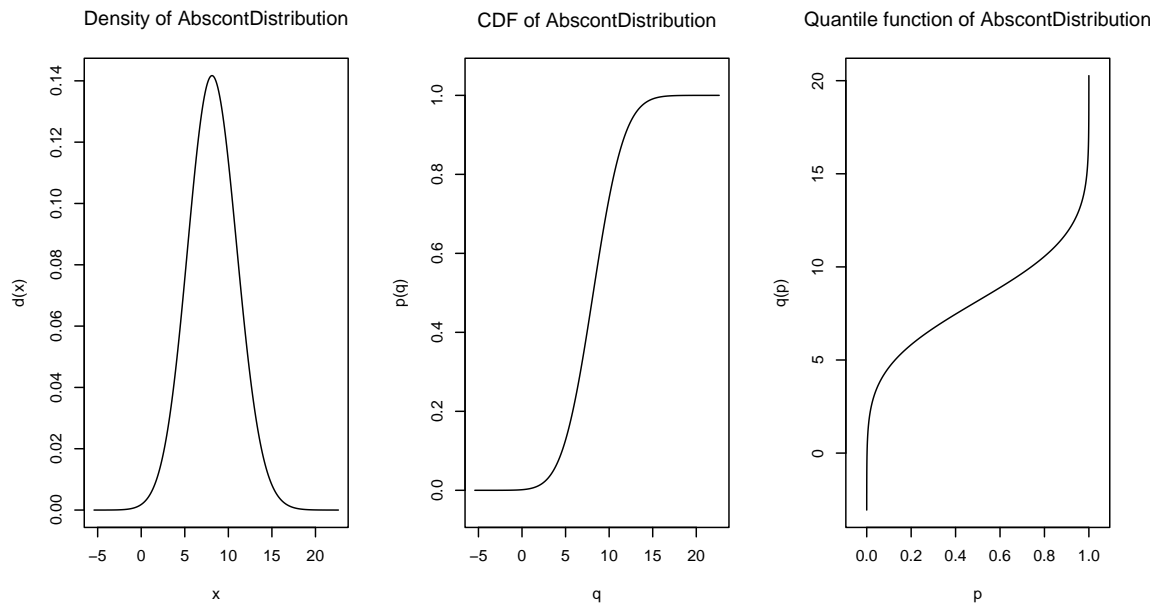 Density of AbscontDistribution
CDF of AbscontDistribution
Quantile function of AbscontDistribution
d(x)
0.14
0.12
0.10
0.08
0.06
0.04
0.02
0.00
−5 0 5 10 15 20
x
p(q)
1.0
0.8
0.6
0.4
0.2
0.0
−5 0 5 10 15 20
q
q(p)
20
15
10
5
0
0.0 0.2 0.4 0.6 0.8 1.0
p